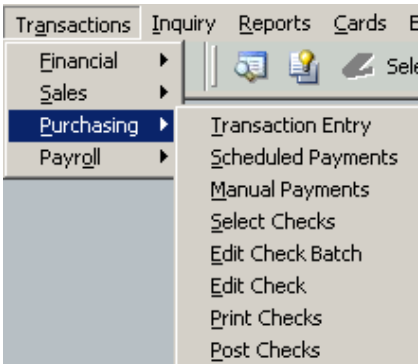 Transactions Inquiry Reports Cards
Financial Sele
Sales
Purchasing
Payroll
Transaction Entry
Scheduled Payments
Manual Payments
Select Checks
Edit Check Batch
Edit Check
Print Checks
Post Checks